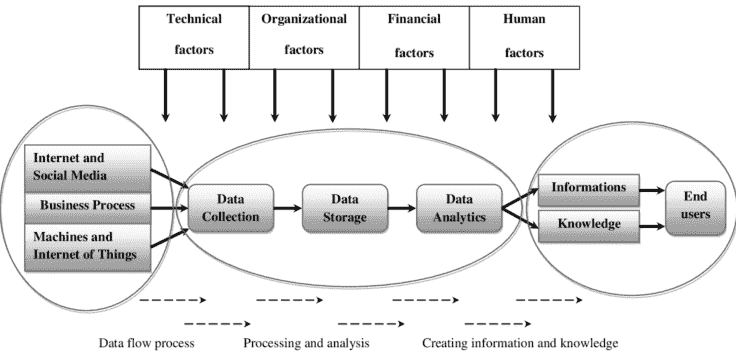 Technical
factors
Organizational
factors
Financial
factors
Human
factors
Internet and
Social Media
Business Process
Machines and
Internet of Things
Data
Collection
Data
Storage
Data
Analytics
Informations
Knowledge
End
users
Data flow process
Processing and analysis
Creating information and knowledge